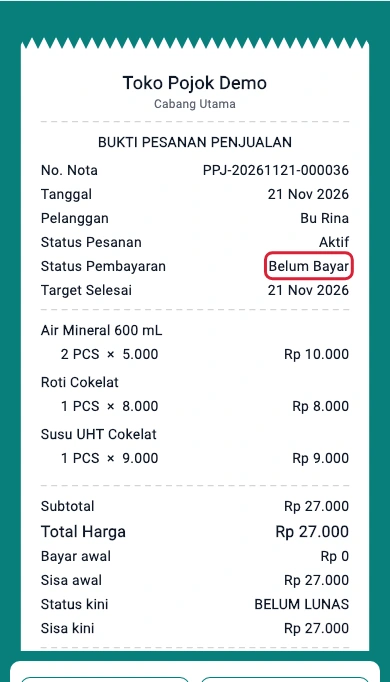 Toko Pojok Demo
Cabang Utama
BUKTI PESANAN PENJUALAN
No. Nota PPJ-20261121-000036
Tanggal 21 Nov 2026
Pelanggan Bu Rina
Status Pesanan Aktif
Status Pembayaran Belum Bayar
Target Selesai 21 Nov 2026
Air Mineral 600 mL
2 PCS × 5.000 Rp 10.000
Roti Cokelat
1 PCS × 8.000 Rp 8.000
Susu UHT Cokelat
1 PCS × 9.000 Rp 9.000
Subtotal Rp 27.000
Total Harga Rp 27.000
Bayar awal Rp 0
Sisa awal Rp 27.000
Status kini BELUM LUNAS
Sisa kini Rp 27.000